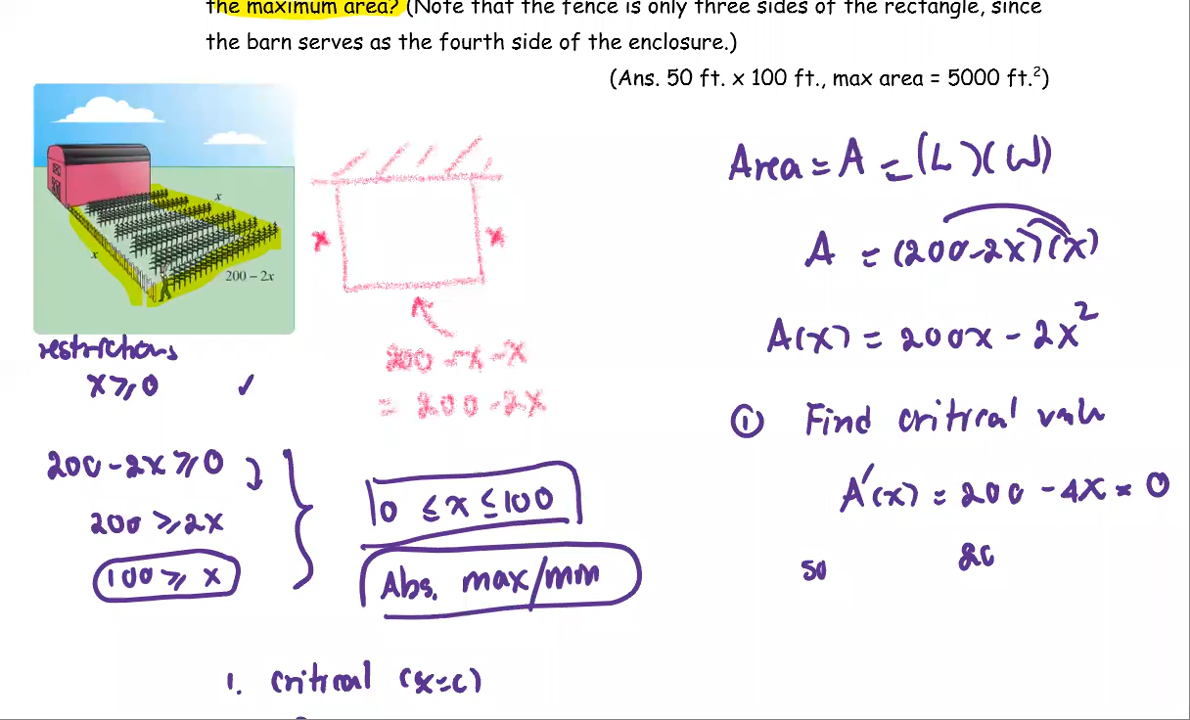 the maximum area? (Note that the fence is only three sides of the rectangle, since
the barn serves as the fourth side of the enclosure.)
(Ans. 50 ft. x 100 ft., max area = 5000 ft.²)
x
x
200 – 2x
x
x
200 - x - x
= 200 - 2x
restrictions
x ≥ 0 ✓
200 - 2x ≥ 0
200 ≥ 2x
100 ≥ x
0 ≤ x ≤ 100
Abs. max/min
1. critical (x=c)
Area = A = (L)(W)
A = (200-2x)(x)
A(x) = 200x - 2x²
① Find critical
A'(x) = 200 - 4x = 0
50 20